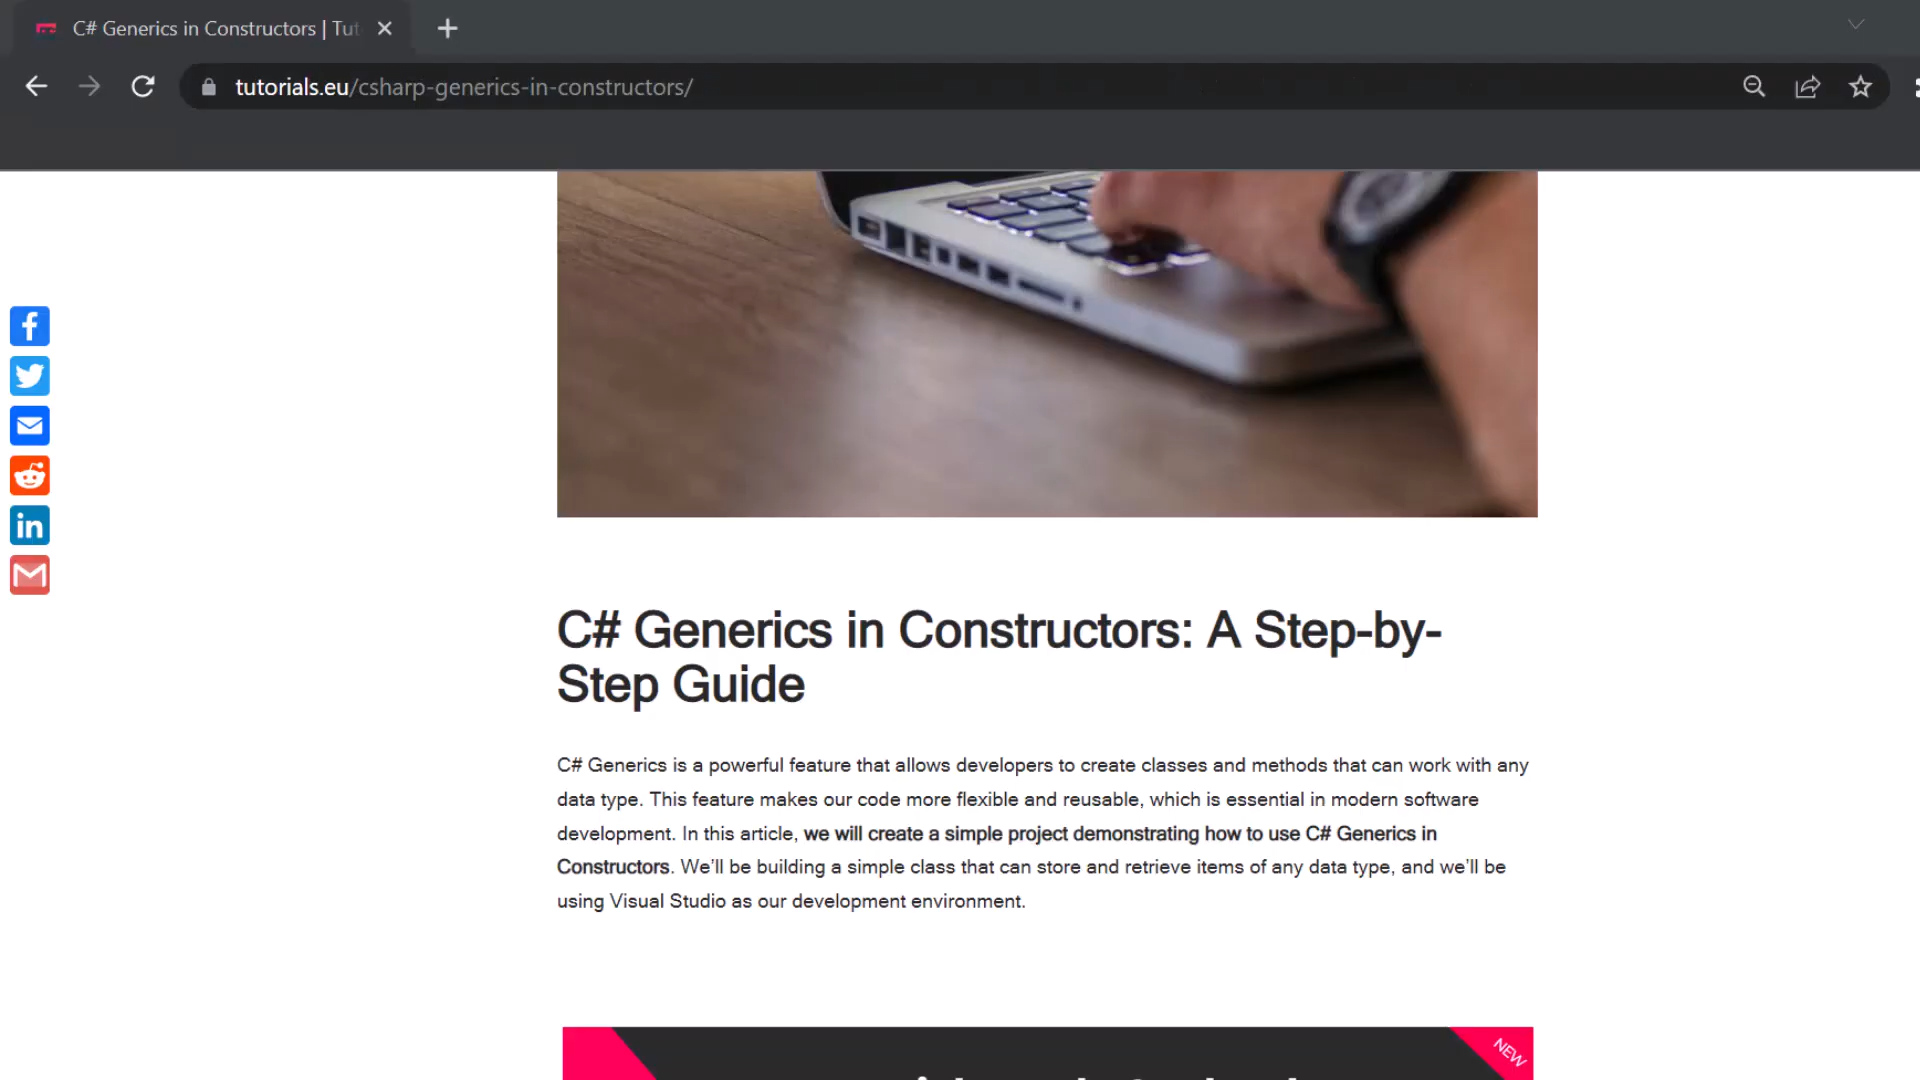 C# Generics in Constructors | Tut
tutorials.eu/csharp-generics-in-constructors/
C# Generics in Constructors: A Step-by-
Step Guide
C# Generics is a powerful feature that allows developers to create classes and methods that can work with any
data type. This feature makes our code more flexible and reusable, which is essential in modern software
development. In this article, we will create a simple project demonstrating how to use C# Generics in
Constructors. We’ll be building a simple class that can store and retrieve items of any data type, and we’ll be
using Visual Studio as our development environment.
NEW